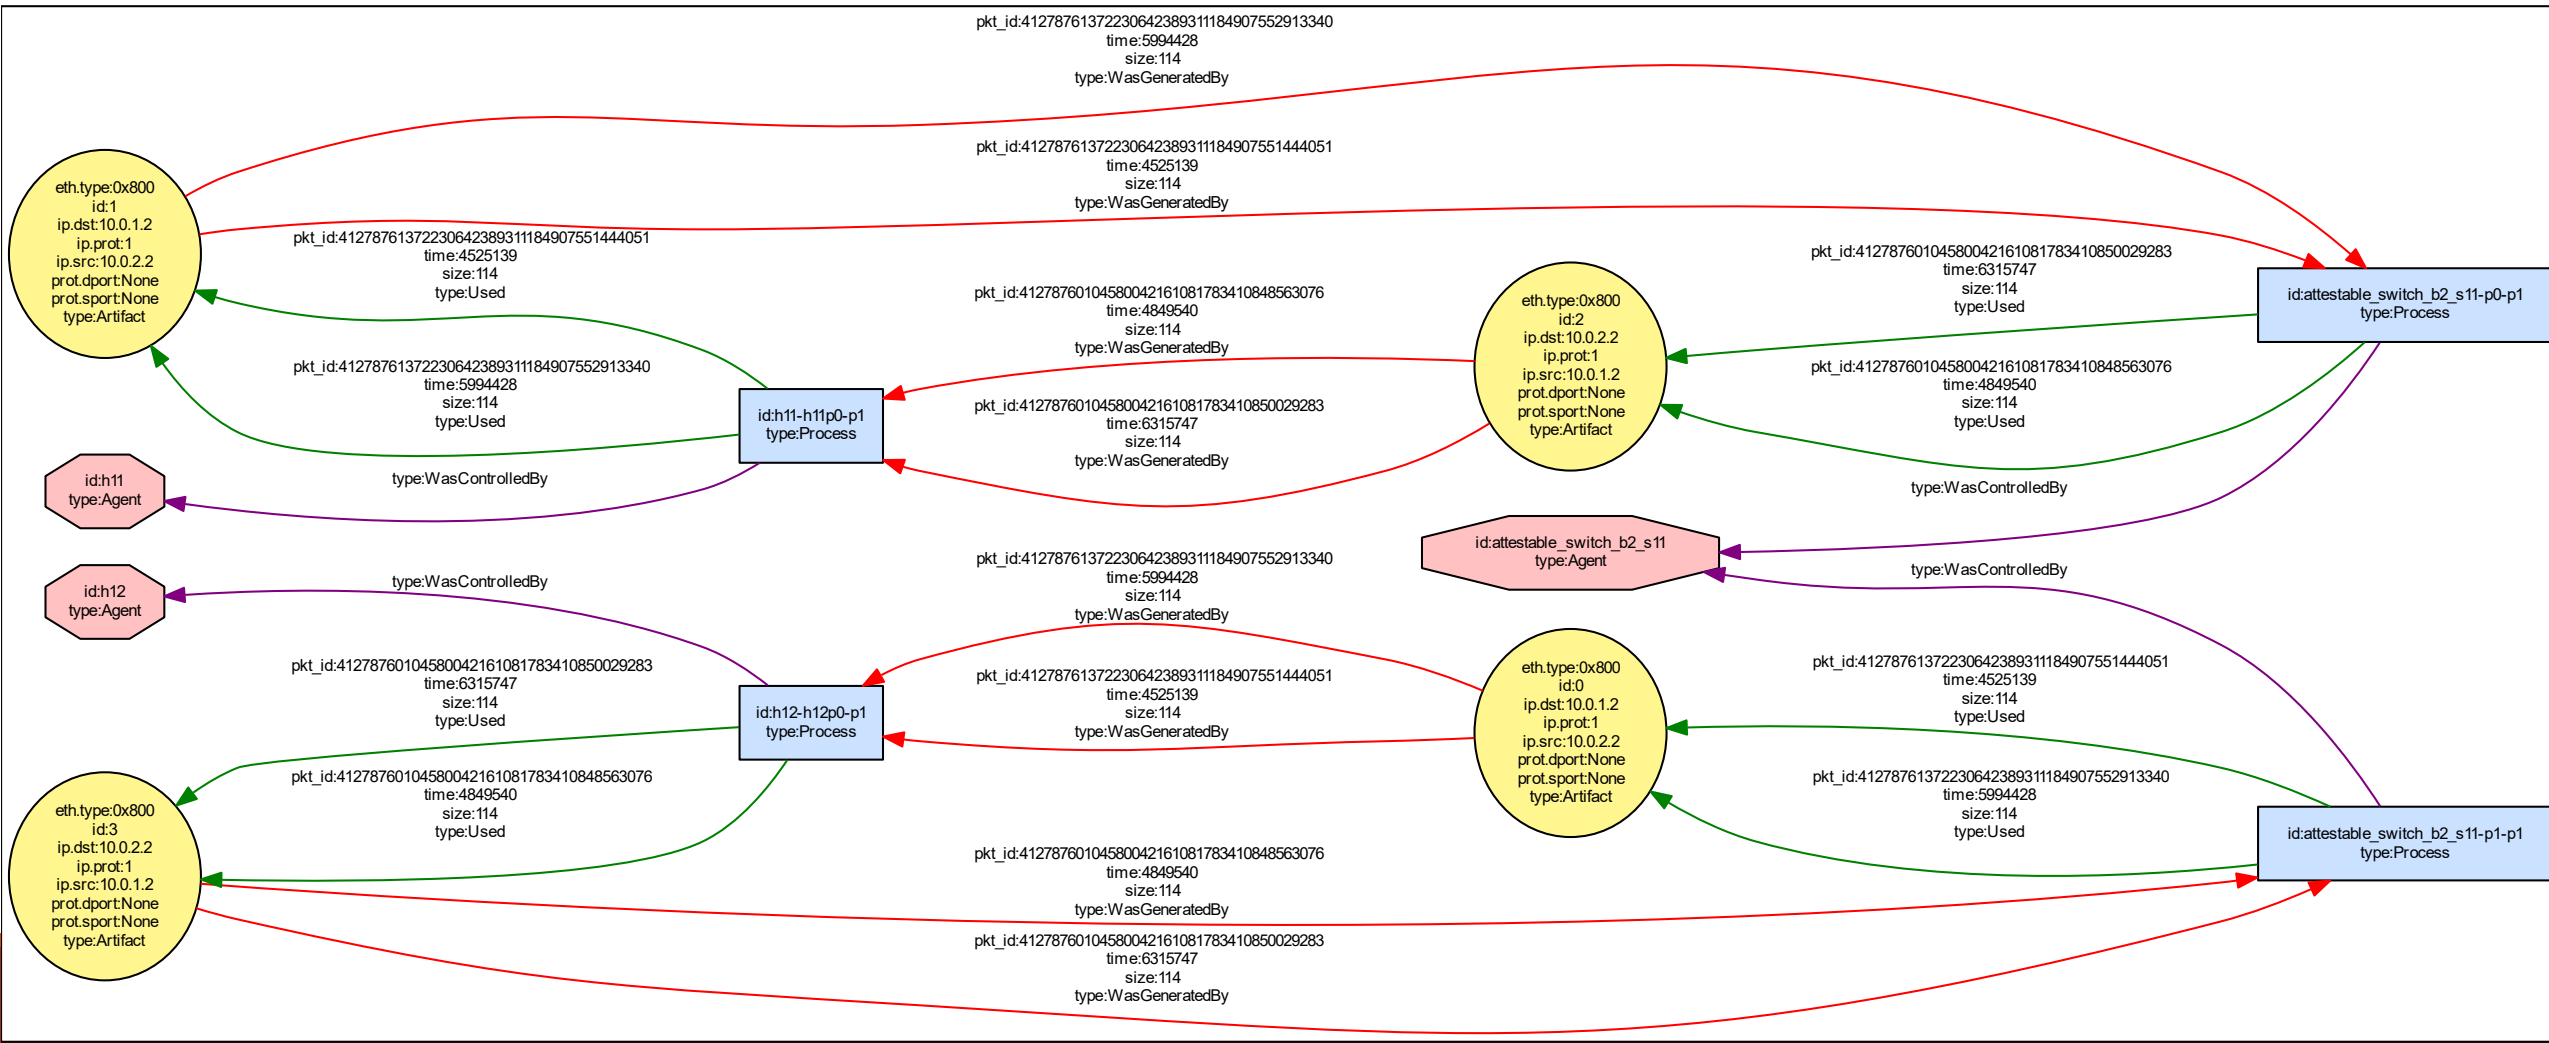 pkt_id:41278761372230642389311184907552913340
time:5994428
size:114
type:WasGeneratedBy
pkt_id:41278761372230642389311184907551444051
time:4525139
size:114
type:WasGeneratedBy
eth.type:0x800
id:1
ip.dst:10.0.1.2
ip.prot:1
ip.src:10.0.2.2
prot.dport:None
prot.sport:None
type:Artifact
pkt_id:41278761372230642389311184907551444051
time:4525139
size:114
type:Used
pkt_id:41278760104580042161081783410850029283
time:6315747
size:114
type:Used
id:attestable_switch_b2_s11-p0-p1
type:Process
pkt_id:41278760104580042161081783410848563076
time:4849540
size:114
type:WasGeneratedBy
eth.type:0x800
id:2
ip.dst:10.0.2.2
ip.prot:1
ip.src:10.0.1.2
prot.dport:None
prot.sport:None
type:Artifact
pkt_id:41278761372230642389311184907552913340
time:5994428
size:114
type:Used
pkt_id:41278760104580042161081783410848563076
time:4849540
size:114
type:Used
id:h11-h11p0-p1
type:Process
pkt_id:41278760104580042161081783410850029283
time:6315747
size:114
type:WasGeneratedBy
id:h11
type:Agent
type:WasControlledBy
type:WasControlledBy
id:attestable_switch_b2_s11
type:Agent
id:h12
type:Agent
type:WasControlledBy
pkt_id:41278761372230642389311184907552913340
time:5994428
size:114
type:WasGeneratedBy
type:WasControlledBy
pkt_id:41278760104580042161081783410850029283
time:6315747
size:114
type:Used
id:h12-h12p0-p1
type:Process
pkt_id:41278761372230642389311184907551444051
time:4525139
size:114
type:WasGeneratedBy
eth.type:0x800
id:0
ip.dst:10.0.1.2
ip.prot:1
ip.src:10.0.2.2
prot.dport:None
prot.sport:None
type:Artifact
pkt_id:41278761372230642389311184907551444051
time:4525139
size:114
type:Used
pkt_id:41278760104580042161081783410848563076
time:4849540
size:114
type:Used
pkt_id:41278761372230642389311184907552913340
time:5994428
size:114
type:Used
id:attestable_switch_b2_s11-p1-p1
type:Process
eth.type:0x800
id:3
ip.dst:10.0.2.2
ip.prot:1
ip.src:10.0.1.2
prot.dport:None
prot.sport:None
type:Artifact
pkt_id:41278760104580042161081783410848563076
time:4849540
size:114
type:WasGeneratedBy
pkt_id:41278760104580042161081783410850029283
time:6315747
size:114
type:WasGeneratedBy